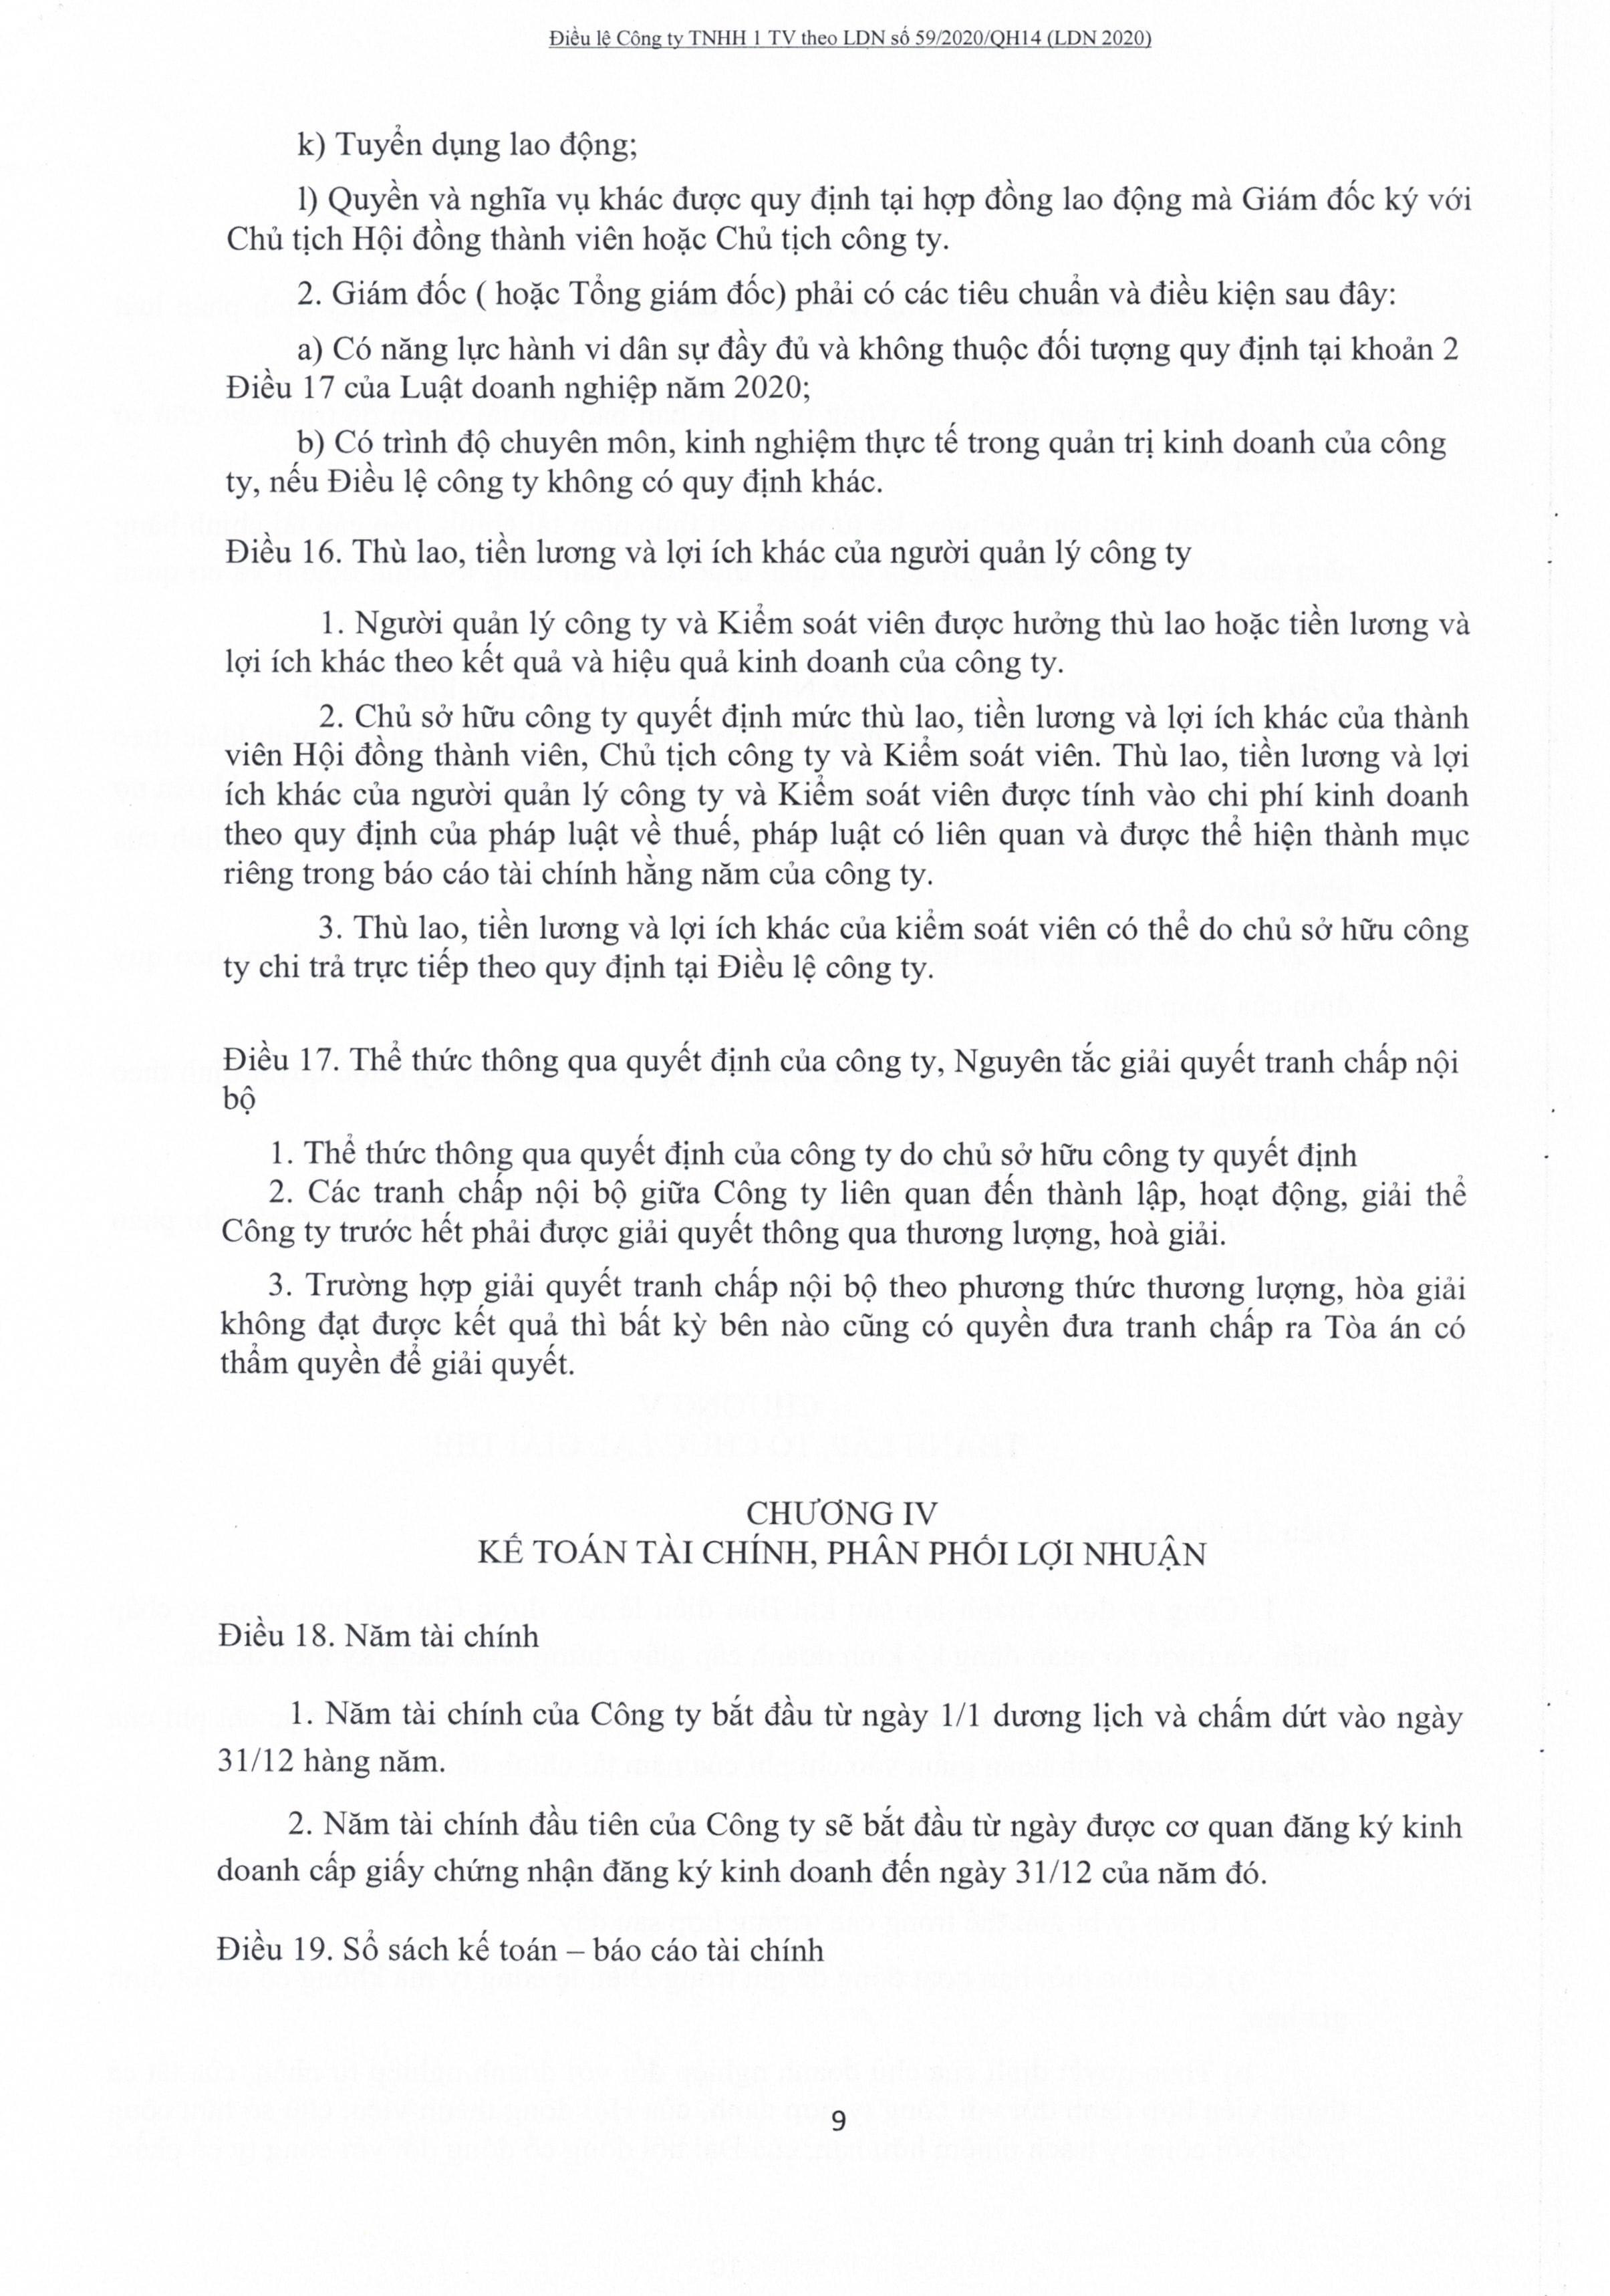 Điều lệ Công ty TNHH 1 TV theo LDN số 59/2020/QH14 (LDN 2020)
k) Tuyển dụng lao động;
l) Quyền và nghĩa vụ khác được quy định tại hợp đồng lao động mà Giám đốc ký với
Chủ tịch Hội đồng thành viên hoặc Chủ tịch công ty.
2. Giám đốc ( hoặc Tổng giám đốc) phải có các tiêu chuẩn và điều kiện sau đây:
a) Có năng lực hành vi dân sự đầy đủ và không thuộc đối tượng quy định tại khoản 2
Điều 17 của Luật doanh nghiệp năm 2020;
b) Có trình độ chuyên môn, kinh nghiệm thực tế trong quản trị kinh doanh của công
ty, nếu Điều lệ công ty không có quy định khác.
Điều 16. Thù lao, tiền lương và lợi ích khác của người quản lý công ty
1. Người quản lý công ty và Kiểm soát viên được hưởng thù lao hoặc tiền lương và
lợi ích khác theo kết quả và hiệu quả kinh doanh của công ty.
2. Chủ sở hữu công ty quyết định mức thù lao, tiền lương và lợi ích khác của thành
viên Hội đồng thành viên, Chủ tịch công ty và Kiểm soát viên. Thù lao, tiền lương và lợi
ích khác của người quản lý công ty và Kiểm soát viên được tính vào chi phí kinh doanh
theo quy định của pháp luật về thuế, pháp luật có liên quan và được thể hiện thành mục
riêng trong báo cáo tài chính hằng năm của công ty.
3. Thù lao, tiền lương và lợi ích khác của kiểm soát viên có thể do chủ sở hữu công
ty chi trả trực tiếp theo quy định tại Điều lệ công ty.
Điều 17. Thể thức thông qua quyết định của công ty, Nguyên tắc giải quyết tranh chấp nội
bộ
1. Thể thức thông qua quyết định của công ty do chủ sở hữu công ty quyết định
2. Các tranh chấp nội bộ giữa Công ty liên quan đến thành lập, hoạt động, giải thể
Công ty trước hết phải được giải quyết thông qua thương lượng, hoà giải.
3. Trường hợp giải quyết tranh chấp nội bộ theo phương thức thương lượng, hòa giải
không đạt được kết quả thì bất kỳ bên nào cũng có quyền đưa tranh chấp ra Tòa án có
thẩm quyền để giải quyết.
CHƯƠNG IV
KẾ TOÁN TÀI CHÍNH, PHÂN PHỐI LỢI NHUẬN
Điều 18. Năm tài chính
1. Năm tài chính của Công ty bắt đầu từ ngày 1/1 dương lịch và chấm dứt vào ngày
31/12 hàng năm.
2. Năm tài chính đầu tiên của Công ty sẽ bắt đầu từ ngày được cơ quan đăng ký kinh
doanh cấp giấy chứng nhận đăng ký kinh doanh đến ngày 31/12 của năm đó.
Điều 19. Sổ sách kế toán – báo cáo tài chính
9